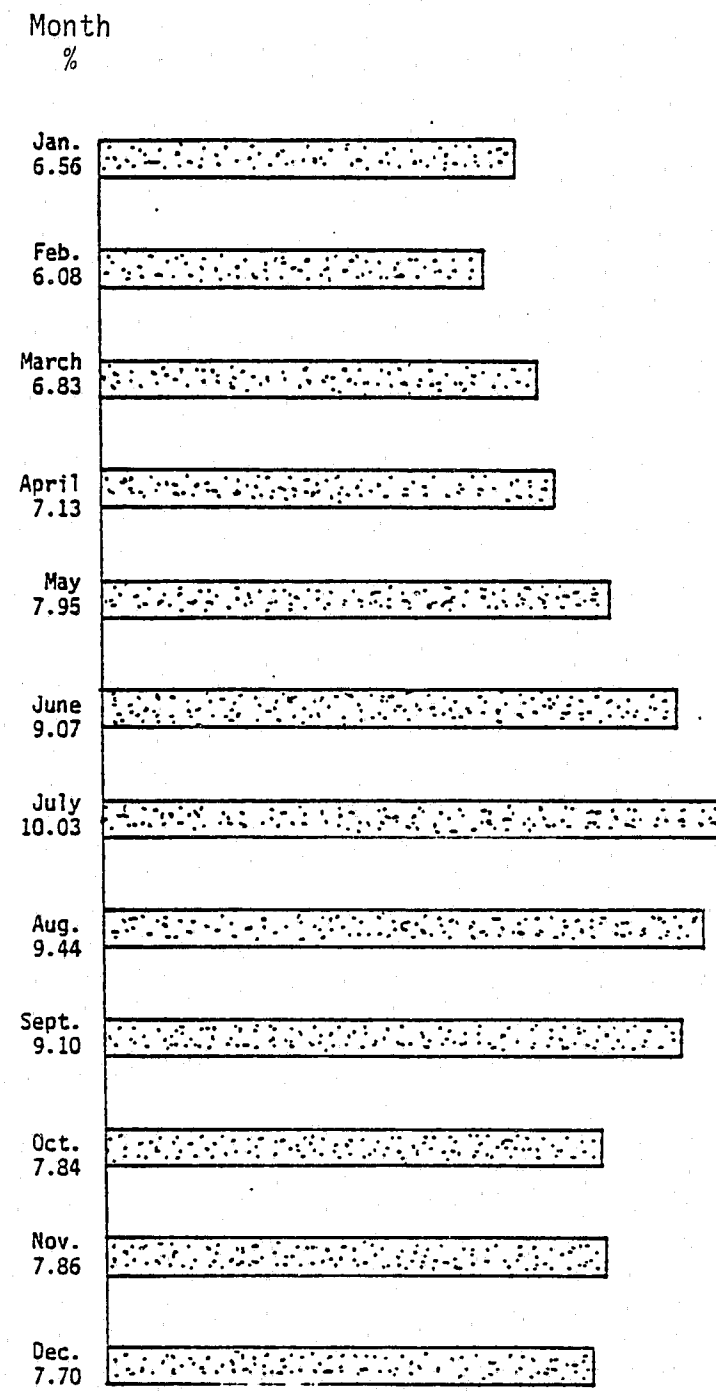 Month
%
Jan.
6.56
Feb.
6.08
March
6.83
April
7.13
May
7.95
June
9.07
July
10.03
Aug.
9.44
Sept.
9.10
Oct.
7.84
Nov.
7.86
Dec.
7.70